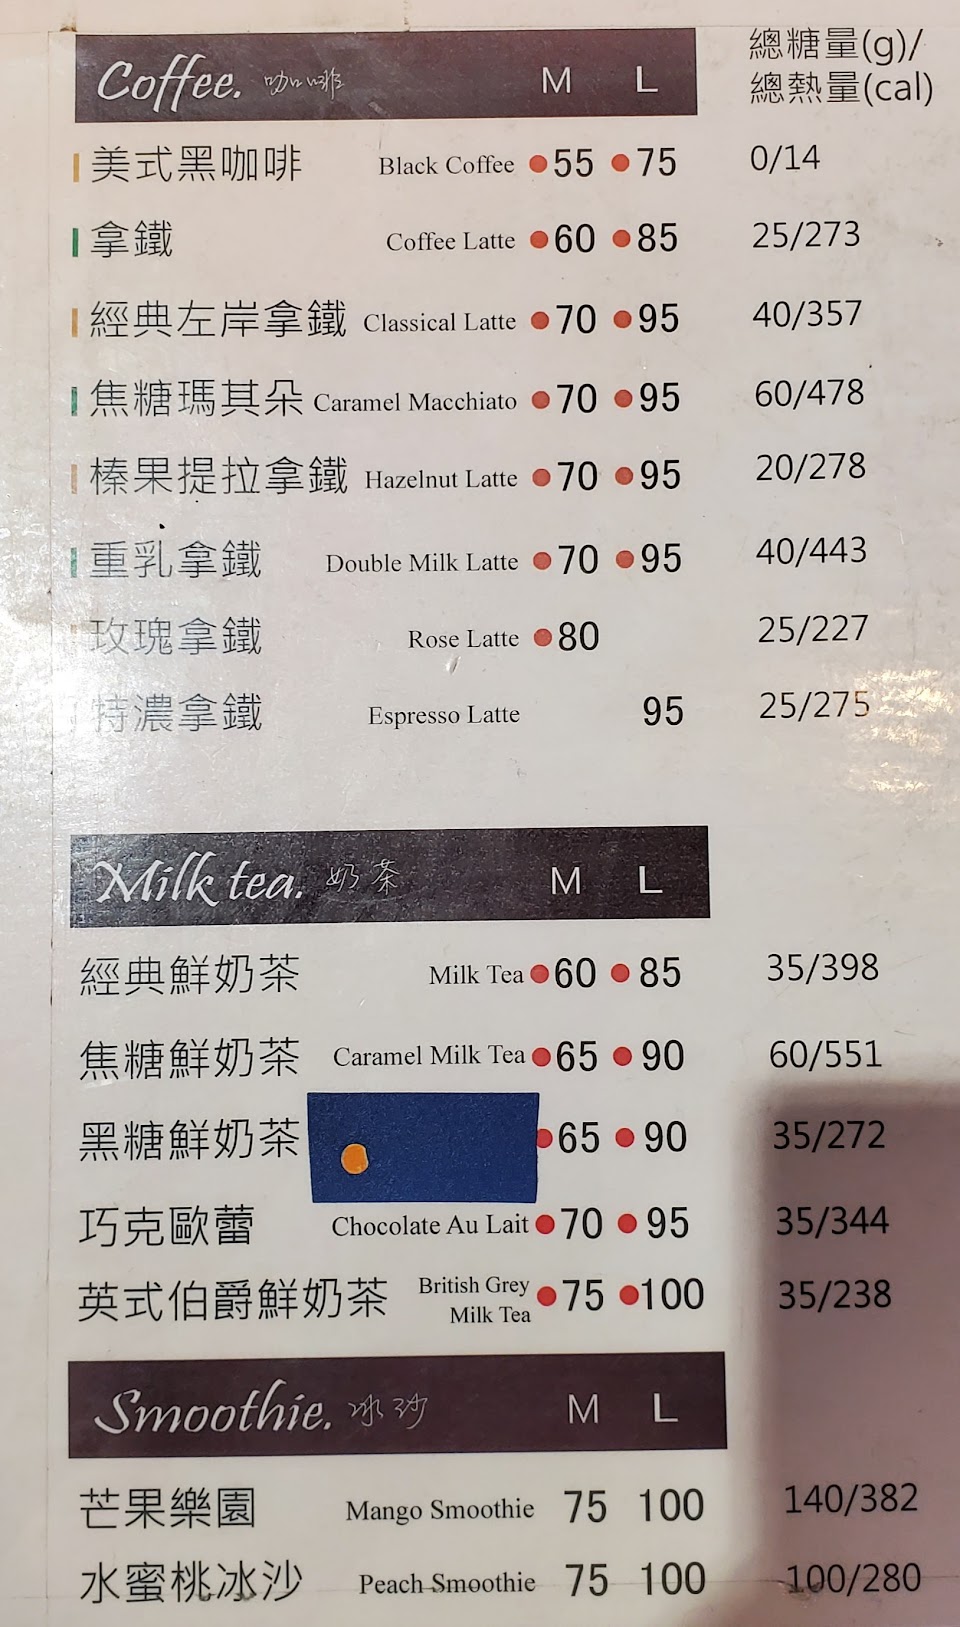 Coffee. 咖啡 M L 總糖量(g)/
總熱量(cal)
美式黑咖啡 Black Coffee 55 75 0/14
拿鐵 Coffee Latte 60 85 25/273
經典左岸拿鐵 Classical Latte 70 95 40/357
焦糖瑪其朵 Caramel Macchiato 70 95 60/478
榛果提拉拿鐵 Hazelnut Latte 70 95 20/278
重乳拿鐵 Double Milk Latte 70 95 40/443
玫瑰拿鐵 Rose Latte 80 25/227
特濃拿鐵 Espresso Latte 95 25/275
Milk tea. 奶茶 M L
經典鮮奶茶 Milk Tea 60 85 35/398
焦糖鮮奶茶 Caramel Milk Tea 65 90 60/551
黑糖鮮奶茶 65 90 35/272
巧克歐蕾 Chocolate Au Lait 70 95 35/344
英式伯爵鮮奶茶 British Grey Milk Tea 75 100 35/238
Smoothie. 冰沙 M L
芒果樂園 Mango Smoothie 75 100 140/382
水蜜桃冰沙 Peach Smoothie 75 100 100/280